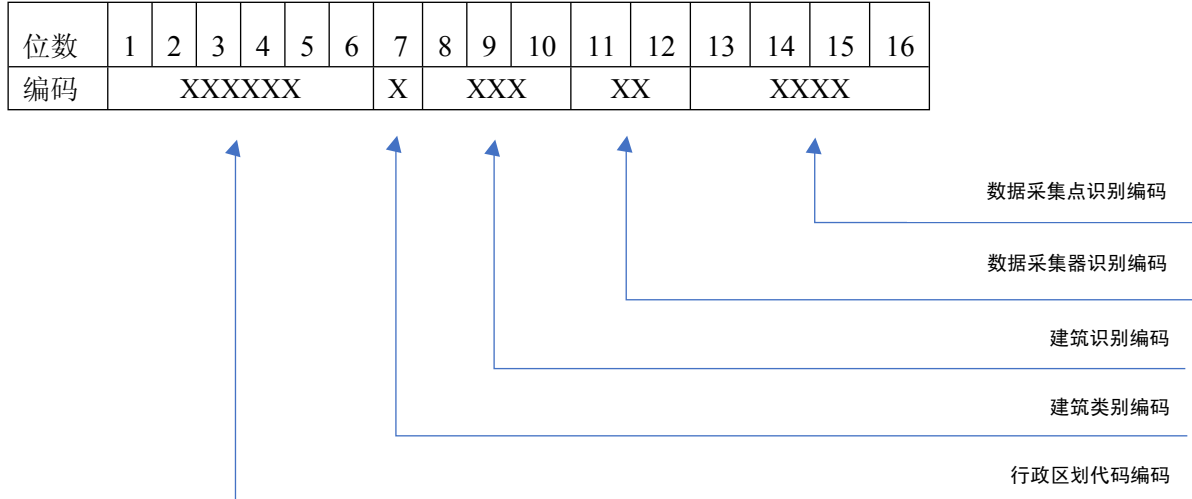 位数 1 2 3 4 5 6 7 8 9 10 11 12 13 14 15 16
编码 XXXXXX X XXX XX XXXX
数据采集点识别编码
数据采集器识别编码
建筑识别编码
建筑类别编码
行政区划代码编码